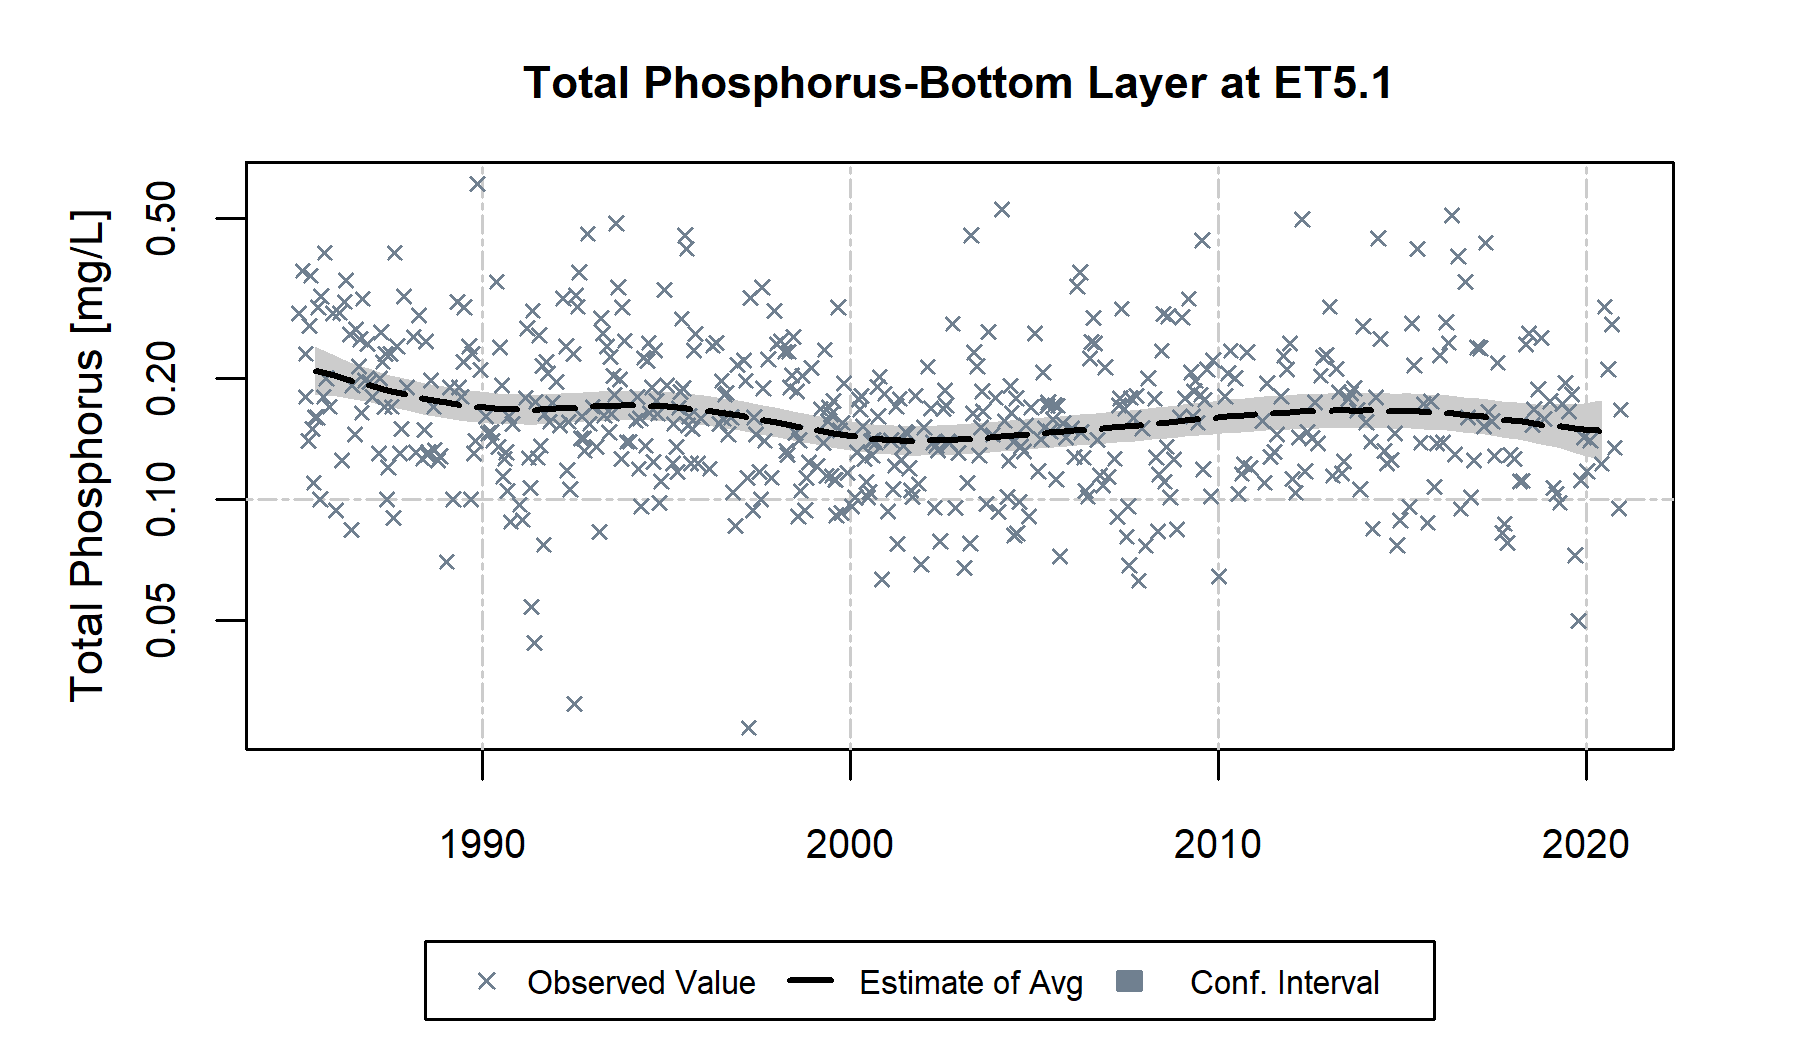 Total Phosphorus-Bottom Layer at ET5.1
Total Phosphorus [mg/L]
0.50
0.20
0.10
0.05
1990 2000 2010 2020
Observed Value Estimate of Avg Conf. Interval